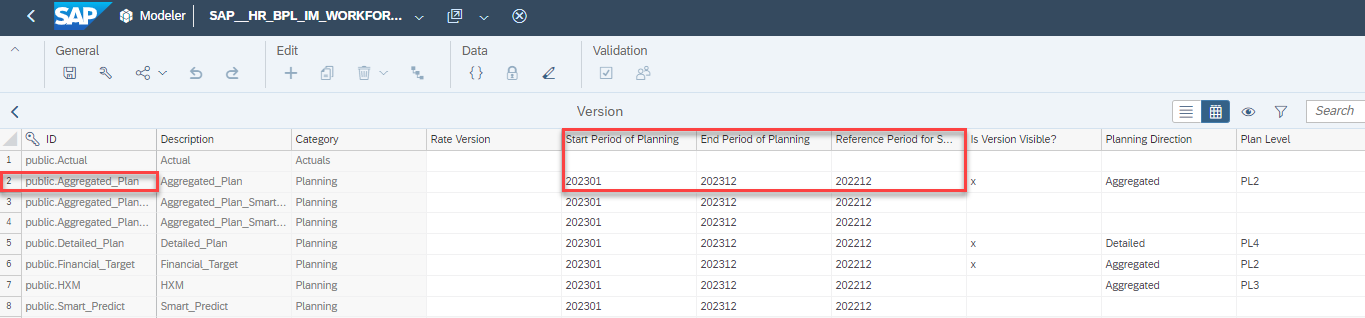 SAP Modeler SAP__HR_BPL_IM_WORKFOR...
General Edit Data Validation
{}
Version Search
ID Description Category Rate Version Start Period of Planning End Period of Planning Reference Period for S... Is Version Visible? Planning Direction Plan Level
1 public.Actual Actual Actuals
2 public.Aggregated_Plan Aggregated_Plan Planning 202301 202312 202212 x Aggregated PL2
3 public.Aggregated_Plan... Aggregated_Plan_Smart... Planning 202301 202312 202212
4 public.Aggregated_Plan... Aggregated_Plan_Smart... Planning 202301 202312 202212
5 public.Detailed_Plan Detailed_Plan Planning 202301 202312 202212 x Detailed PL4
6 public.Financial_Target Financial_Target Planning 202301 202312 202212 x Aggregated PL2
7 public.HXM HXM Planning 202301 202312 202212 Aggregated PL3
8 public.Smart_Predict Smart_Predict Planning 202301 202312 202212